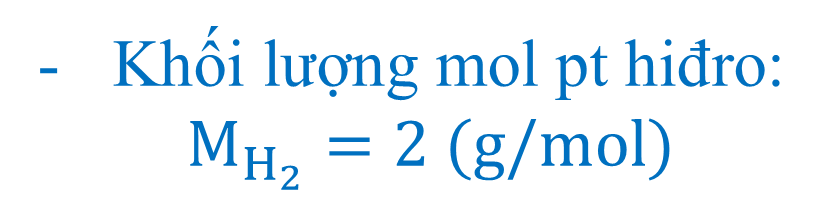 - Khối lượng mol pt hiđro:
M_{H_2} = 2 (g/mol)